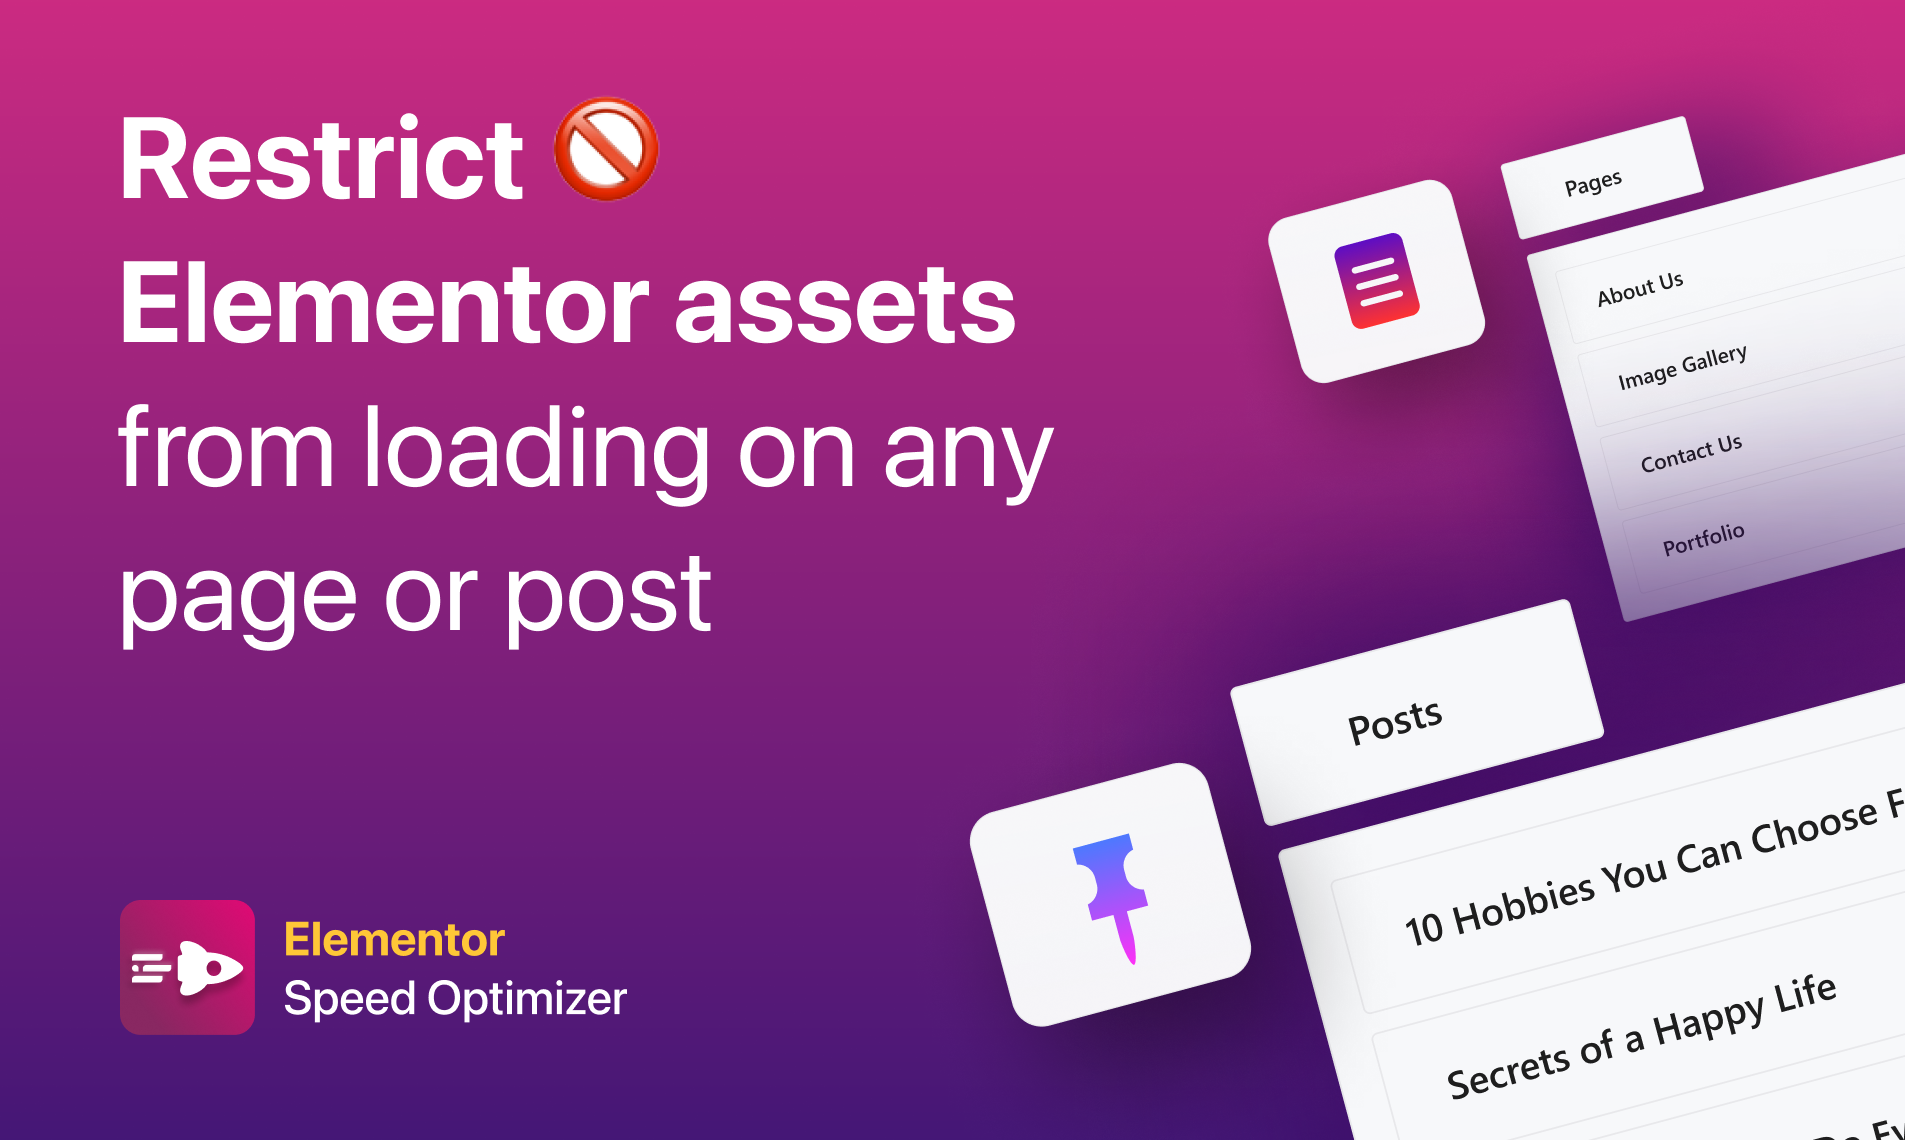 Restrict
Elementor assets
from loading on any
page or post
Elementor
Speed Optimizer
Pages
About Us
Image Gallery
Contact Us
Portfolio
Posts
10 Hobbies You Can Choose
Secrets of a Happy Life